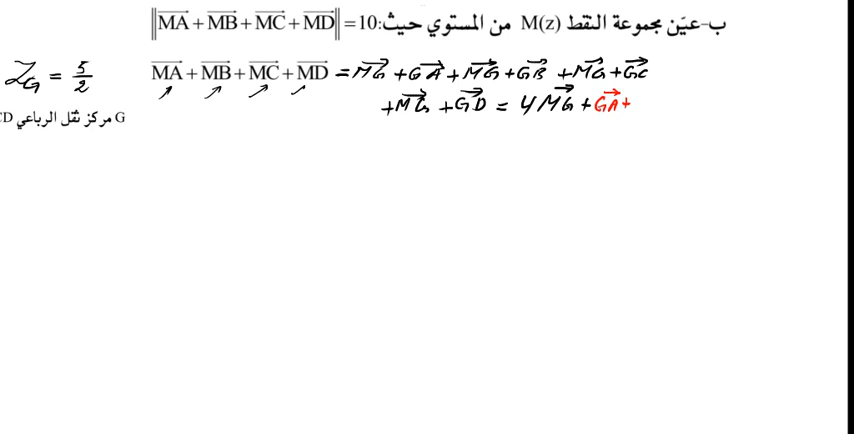 ب-عيّن مجموعة النقط M(z) من المستوي حيث: ||MA + MB + MC + MD|| = 10
Z_G = 5/2
MA + MB + MC + MD = MG + GA + MG + GB + MG + GC
+ MG + GD = 4MG + GA +
G مركز ثقل الرباعي CD